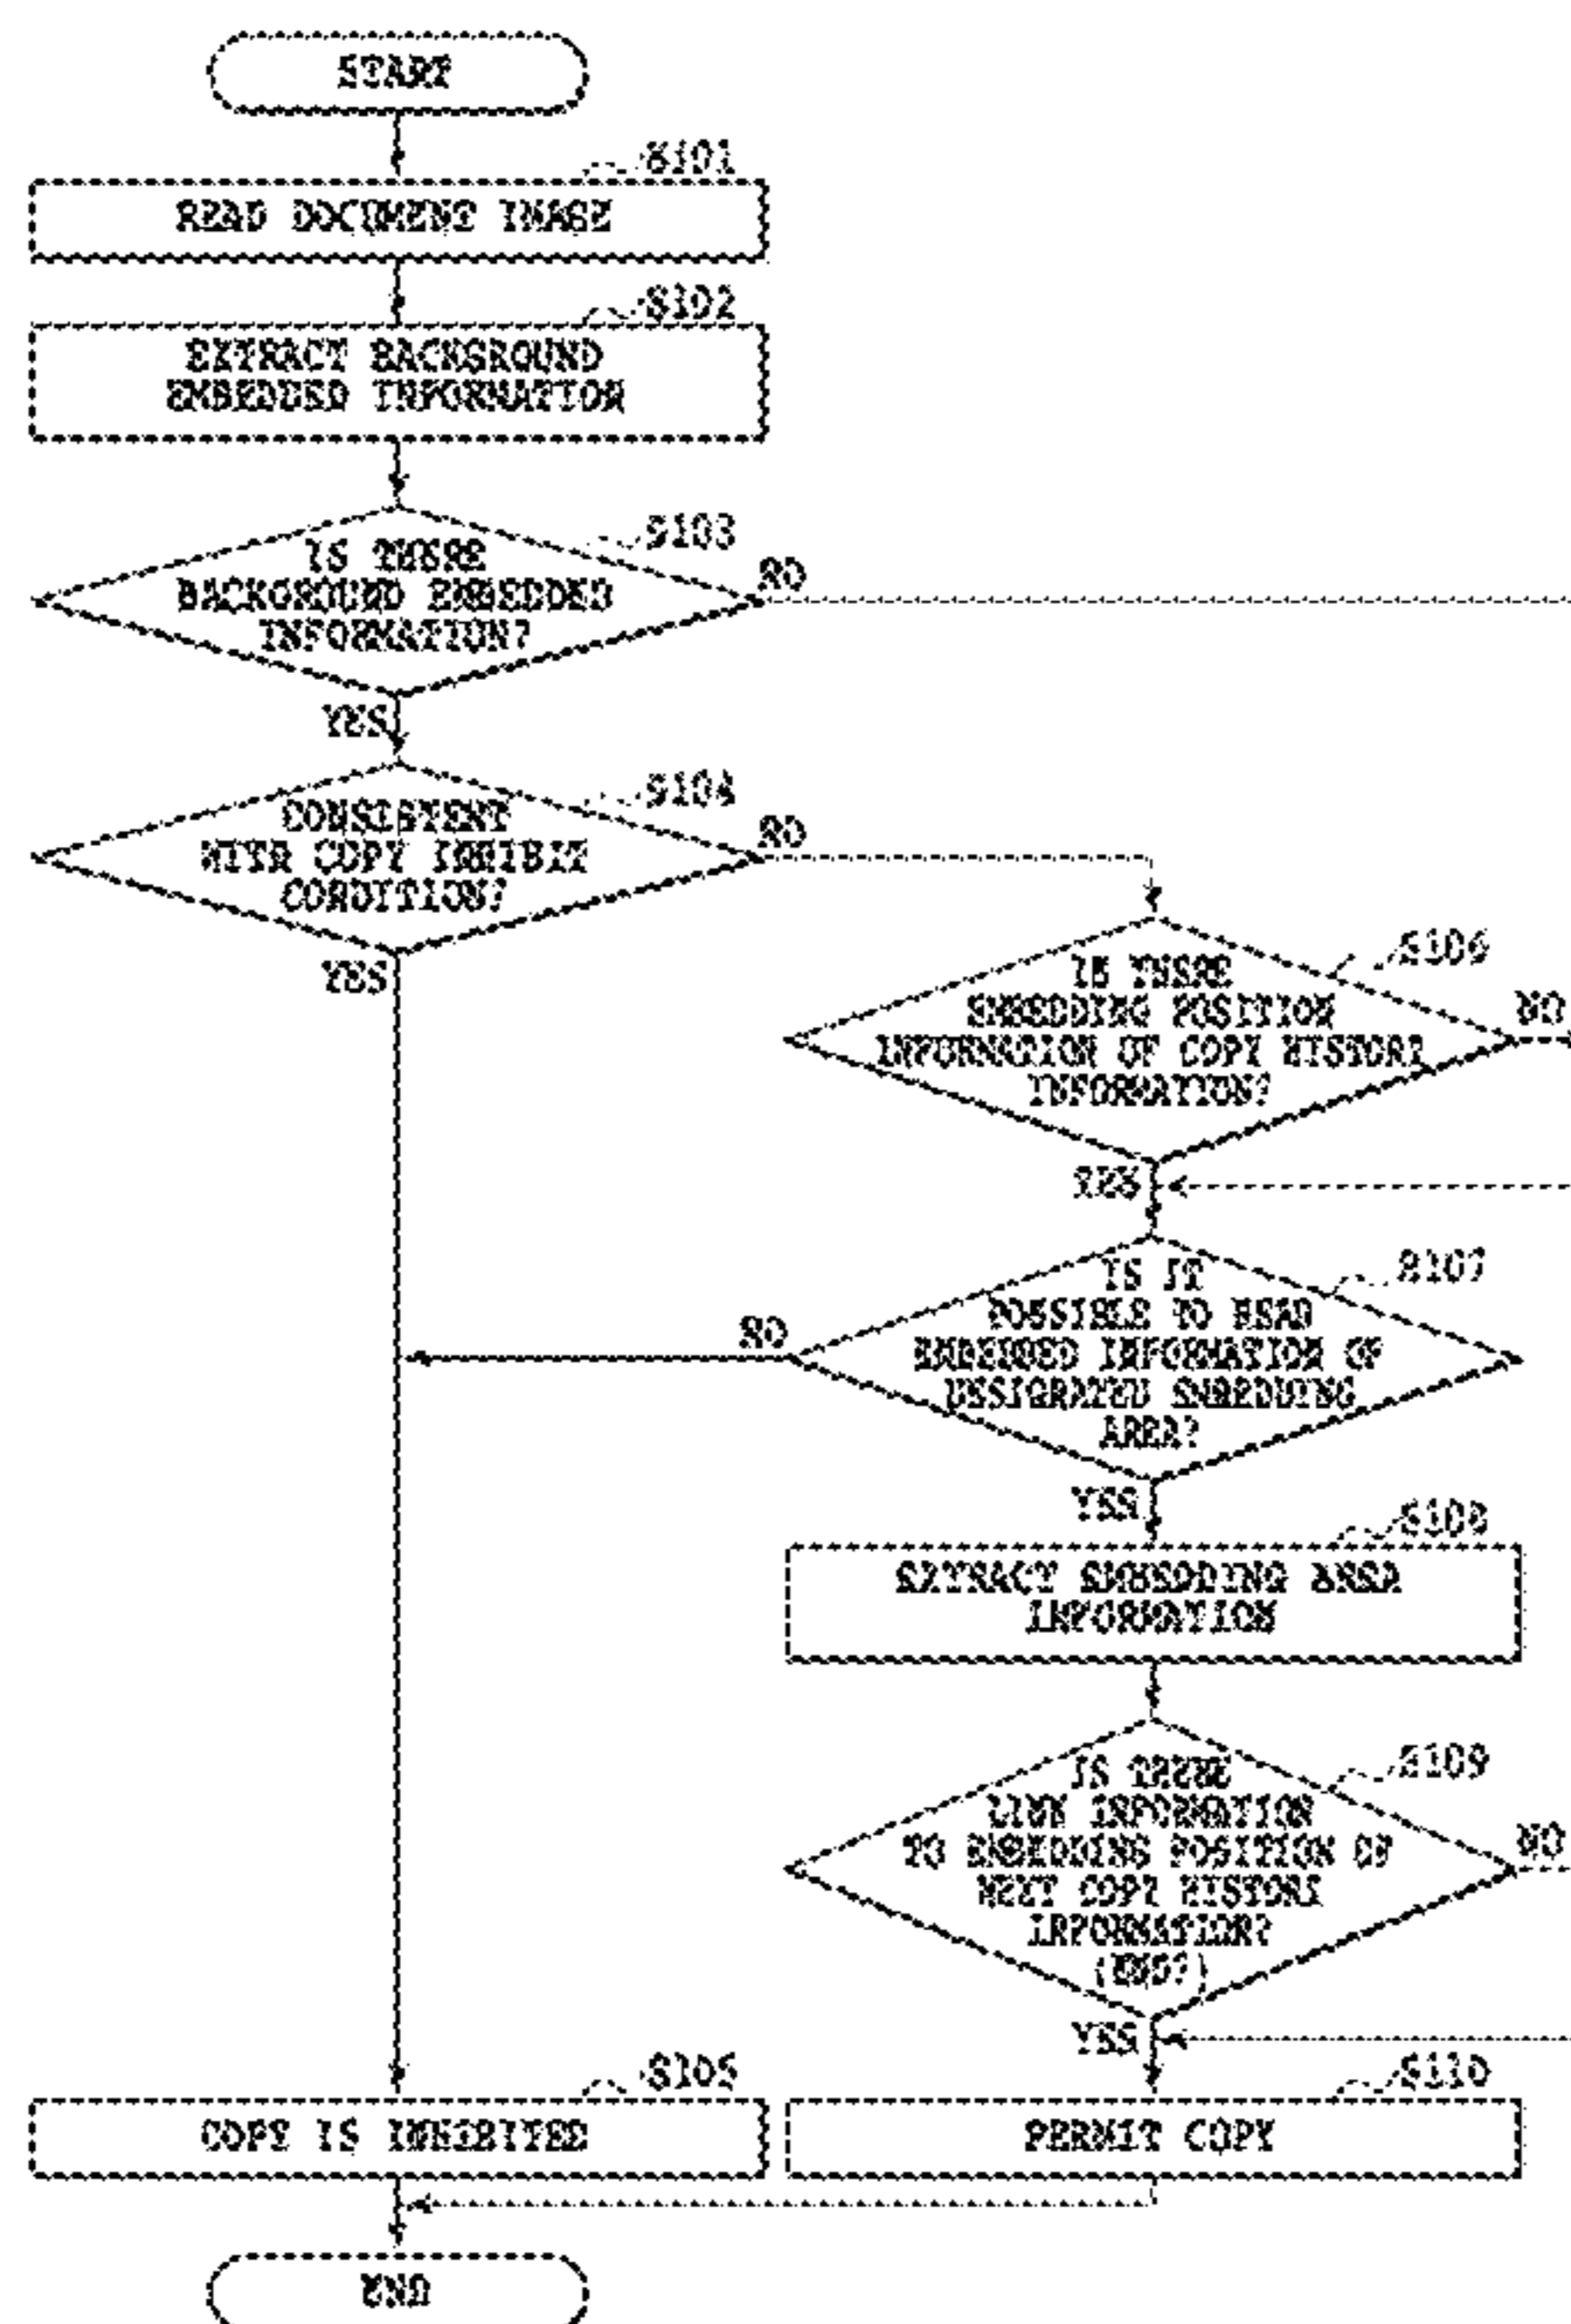 START
S101
READ DOCUMENT IMAGE
S102
EXTRACT BACKGROUND
EMBEDDED INFORMATION
S103
IS THERE
BACKGROUND EMBEDDED
INFORMATION?
NO
YES
S104
CONSISTENT
WITH COPY INHIBIT
CONDITION?
NO
YES
S106
IS THERE
EMBEDDING POSITION
INFORMATION OF COPY HISTORY
INFORMATION?
NO
YES
S107
IS IT
POSSIBLE TO READ
EMBEDDED INFORMATION OF
DESIGNATED EMBEDDING
AREA?
NO
YES
S108
EXTRACT EMBEDDING AREA
INFORMATION
S109
IS THERE
LINK INFORMATION
TO EMBEDDING POSITION OF
NEXT COPY HISTORY
INFORMATION?
(END?)
NO
YES
S105
COPY IS INHIBITED
S110
PERMIT COPY
END